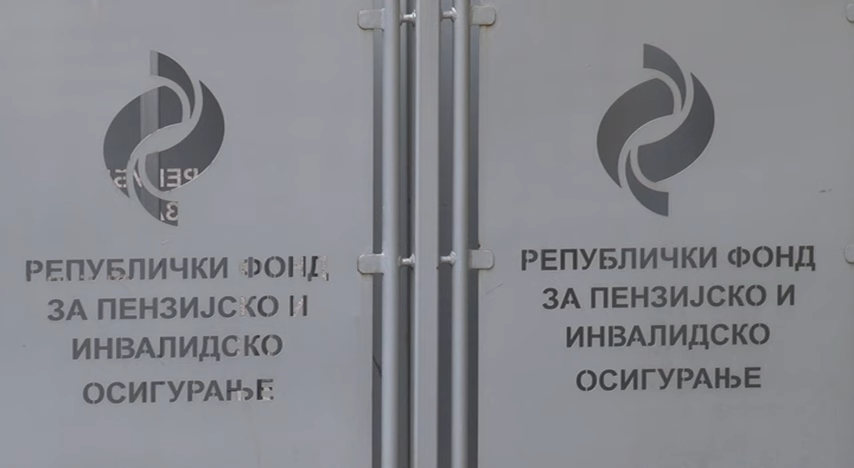 РЕПУБЛИЧКИ ФОНД
ЗА ПЕНЗИЈСКО И
ИНВАЛИДСКО
ОСИГУРАЊЕ
РЕПУБЛИЧКИ ФОНД
ЗА ПЕНЗИЈСКО И
ИНВАЛИДСКО
ОСИГУРАЊЕ